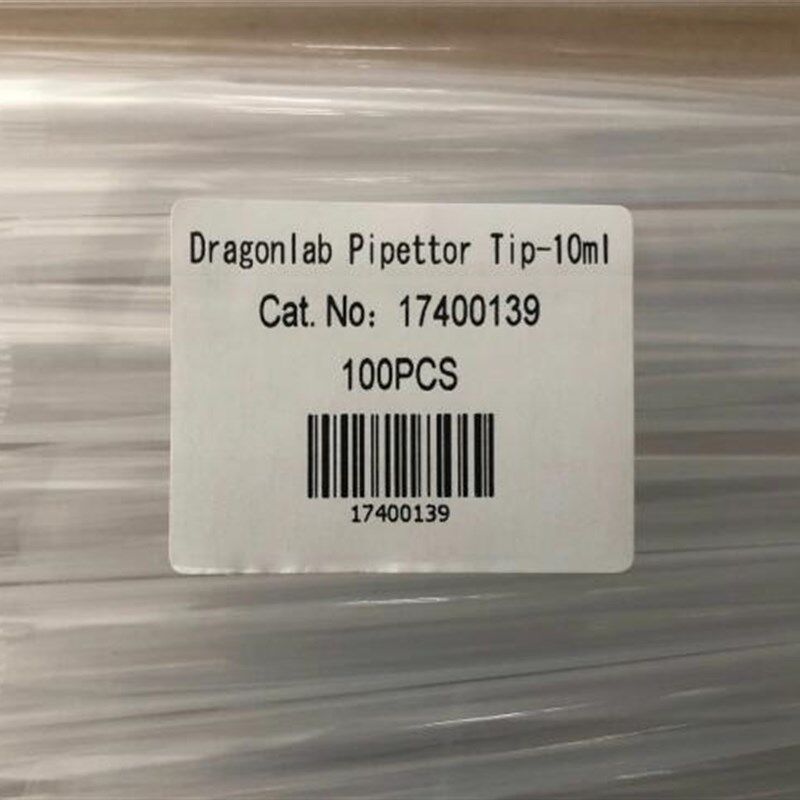 Dragonlab Pipettor Tip-10ml
Cat. No: 17400139
100PCS
17400139